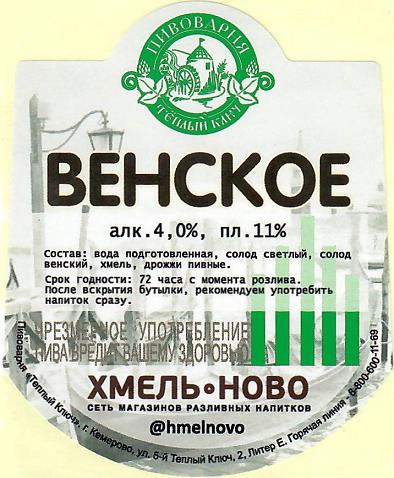 ПИВОВАРНЯ
ТЁПЛЫЙ КЛЮЧ
ВЕНСКОЕ
алк.4,0%, пл.11%
Состав: вода подготовленная, солод светлый, солод
венский, хмель, дрожжи пивные.
Срок годности: 72 часа с момента розлива.
После вскрытия бутылки, рекомендуем употребить
напиток сразу.
ЧРЕЗМЕРНОЕ УПОТРЕБЛЕНИЕ
ПИВА ВРЕДИТ ВАШЕМУ ЗДОРОВЬЮ
ХМЕЛЬ•НОВО
СЕТЬ МАГАЗИНОВ РАЗЛИВНЫХ НАПИТКОВ
@hmelnovo
Пивоварня «Теплый Ключ», г. Кемерово, ул. 5-й Теплый Ключ, 2, Литер Е. Горячая линия - 8-800-600-11-69